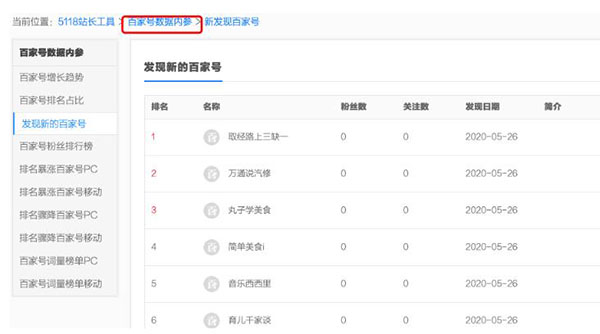 当前位置：5118站长工具 > 百家号数据内参 > 新发现百家号
百家号数据内参
百家号增长趋势
百家号排名占比
发现新的百家号
百家号粉丝排行榜
排名暴涨百家号PC
排名暴涨百家号移动
排名骤降百家号PC
排名骤降百家号移动
百家号词量榜单PC
百家号词量榜单移动
发现新的百家号
排名 名称 粉丝数 关注数 发现日期 简介
1 取经路上三缺一 0 0 2020-05-26
2 万通说汽修 0 0 2020-05-26
3 丸子学美食 0 0 2020-05-26
4 简单美食i 0 0 2020-05-26
5 音乐西西里 0 0 2020-05-26
6 育儿千家谈 0 0 2020-05-26